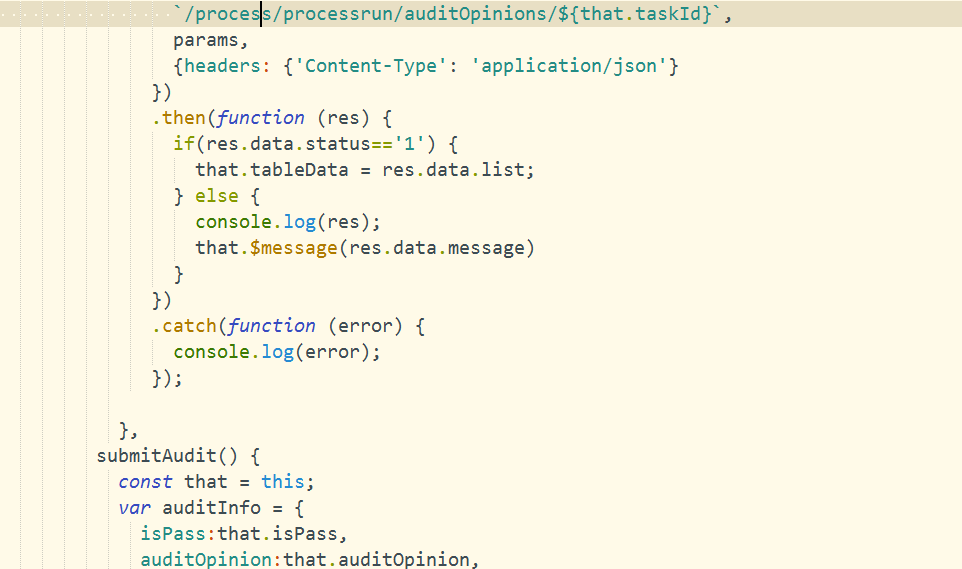 `/process/processrun/auditOpinions/${that.taskId}`,
params,
{headers: {'Content-Type': 'application/json'}
})
.then(function (res) {
if(res.data.status=='1') {
that.tableData = res.data.list;
} else {
console.log(res);
that.$message(res.data.message)
}
})
.catch(function (error) {
console.log(error);
});
},
submitAudit() {
const that = this;
var auditInfo = {
isPass:that.isPass,
auditOpinion:that.auditOpinion,